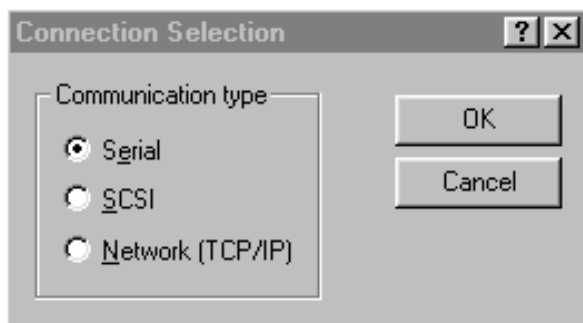 Connection Selection ? X
Communication type
Serial
SCSI
Network (TCP/IP)
OK
Cancel